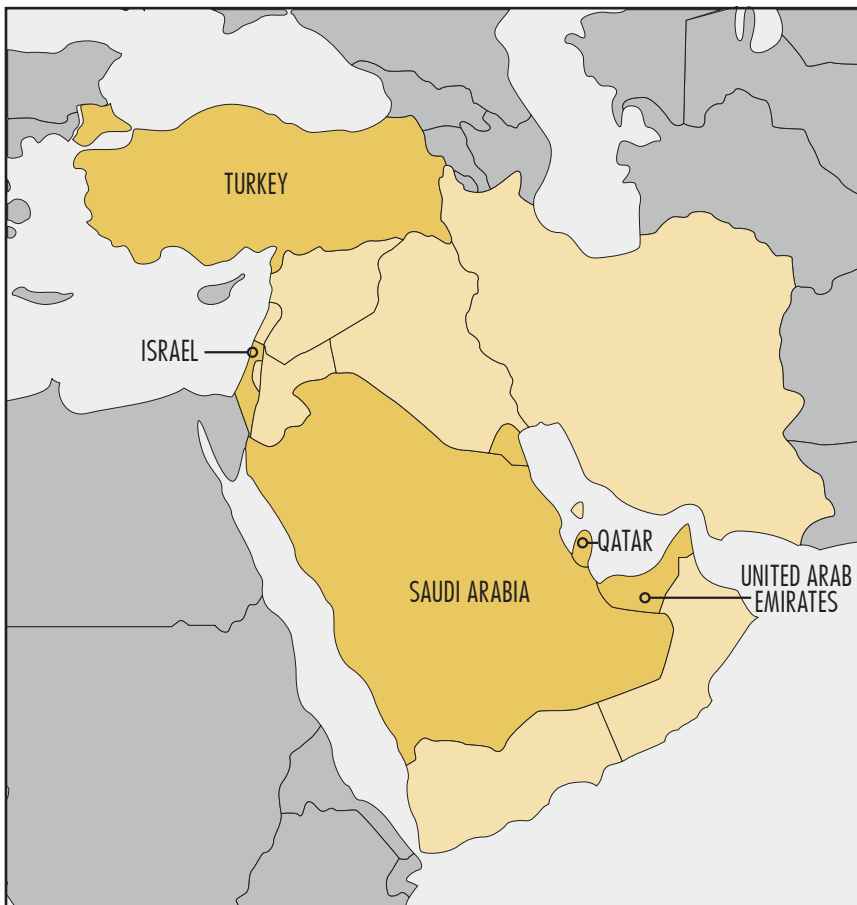 TURKEY
ISRAEL
QATAR
SAUDI ARABIA
UNITED ARAB
EMIRATES